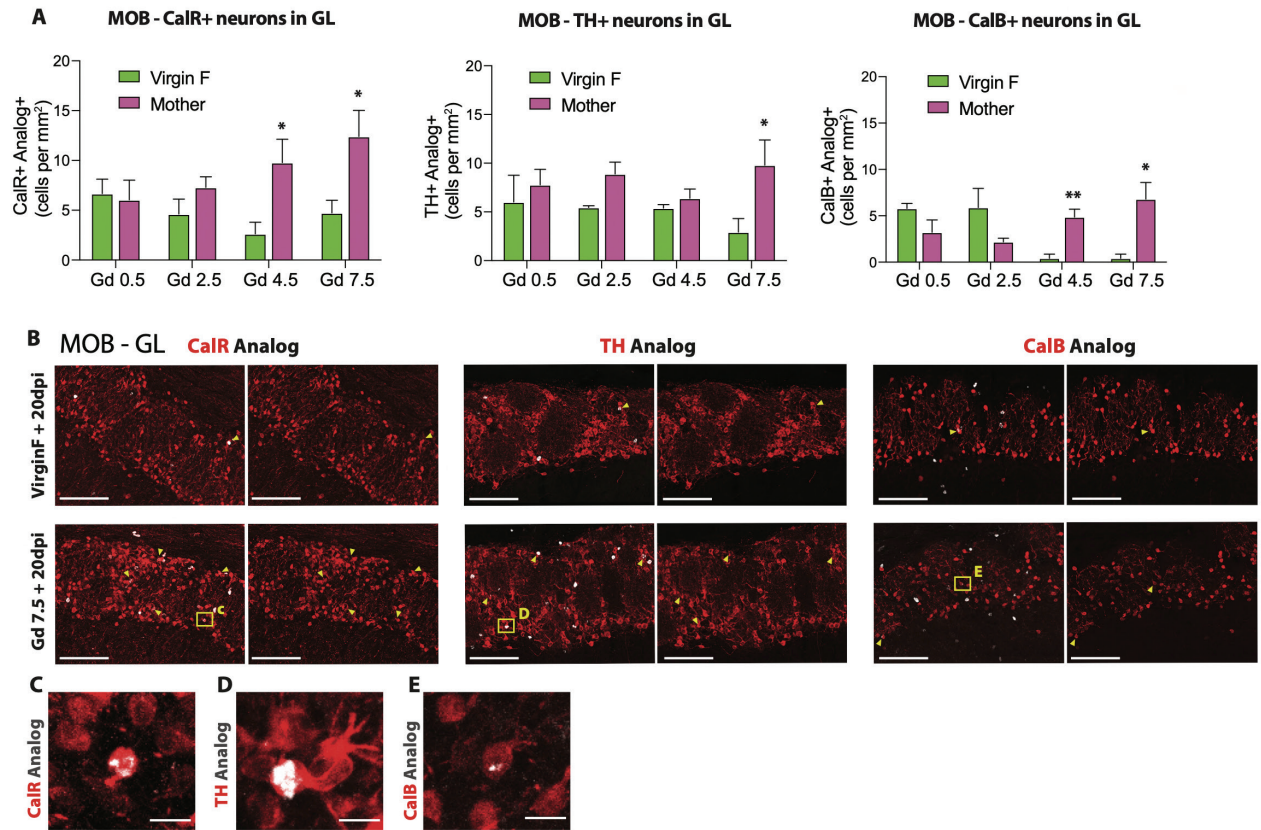 A
MOB - CalR+ neurons in GL
MOB - TH+ neurons in GL
MOB - CalB+ neurons in GL
CalR+ Analog+
(cells per mm²)
20
15
10
5
0
Virgin F
Mother
*
*
Gd 0.5 Gd 2.5 Gd 4.5 Gd 7.5
TH+ Analog+
(cells per mm²)
20
15
10
5
0
Virgin F
Mother
*
Gd 0.5 Gd 2.5 Gd 4.5 Gd 7.5
CalB+ Analog+
(cells per mm²)
20
15
10
5
0
Virgin F
Mother
**
*
Gd 0.5 Gd 2.5 Gd 4.5 Gd 7.5
B
MOB - GL
CalR Analog
TH Analog
CalB Analog
VirginF + 20dpi
Gd 7.5 + 20dpi
c
D
E
C
CalR Analog
D
TH Analog
E
CalB Analog